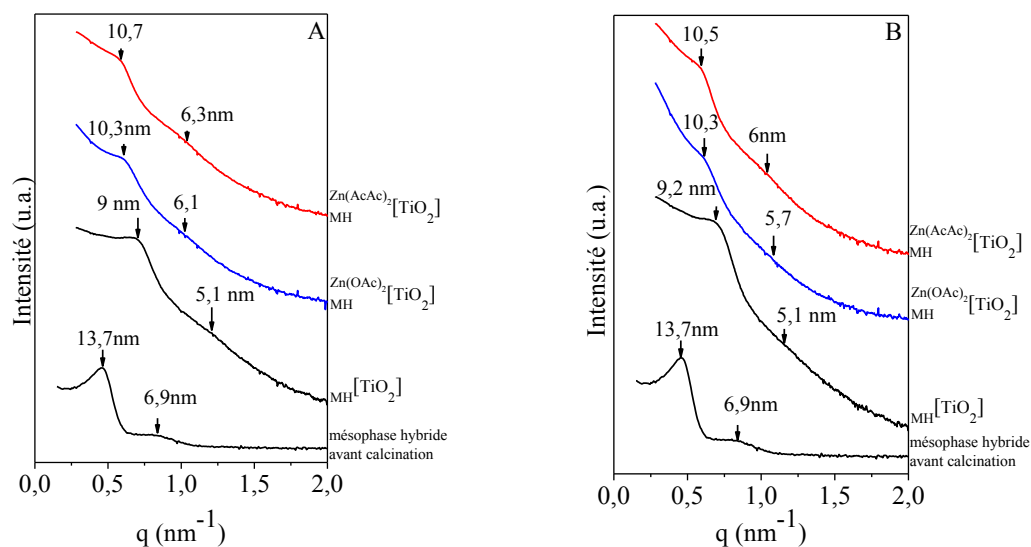 A
10,7
6,3nm
10,3nm
6,1
9 nm
5,1 nm
13,7nm
6,9nm
Zn(AcAc)2
MH[TiO2]
Zn(OAc)2
MH[TiO2]
MH[TiO2]
mésophase hybride
avant calcination
Intensité (u.a.)
0,0 0,5 1,0 1,5 2,0
q (nm-1)
B
10,5
6nm
10,3
5,7
9,2 nm
5,1 nm
13,7nm
6,9nm
Zn(AcAc)2
MH[TiO2]
Zn(OAc)2
MH[TiO2]
MH[TiO2]
mésophase hybride
avant calcination
Intensité (u.a.)
0,0 0,5 1,0 1,5 2,0
q (nm-1)